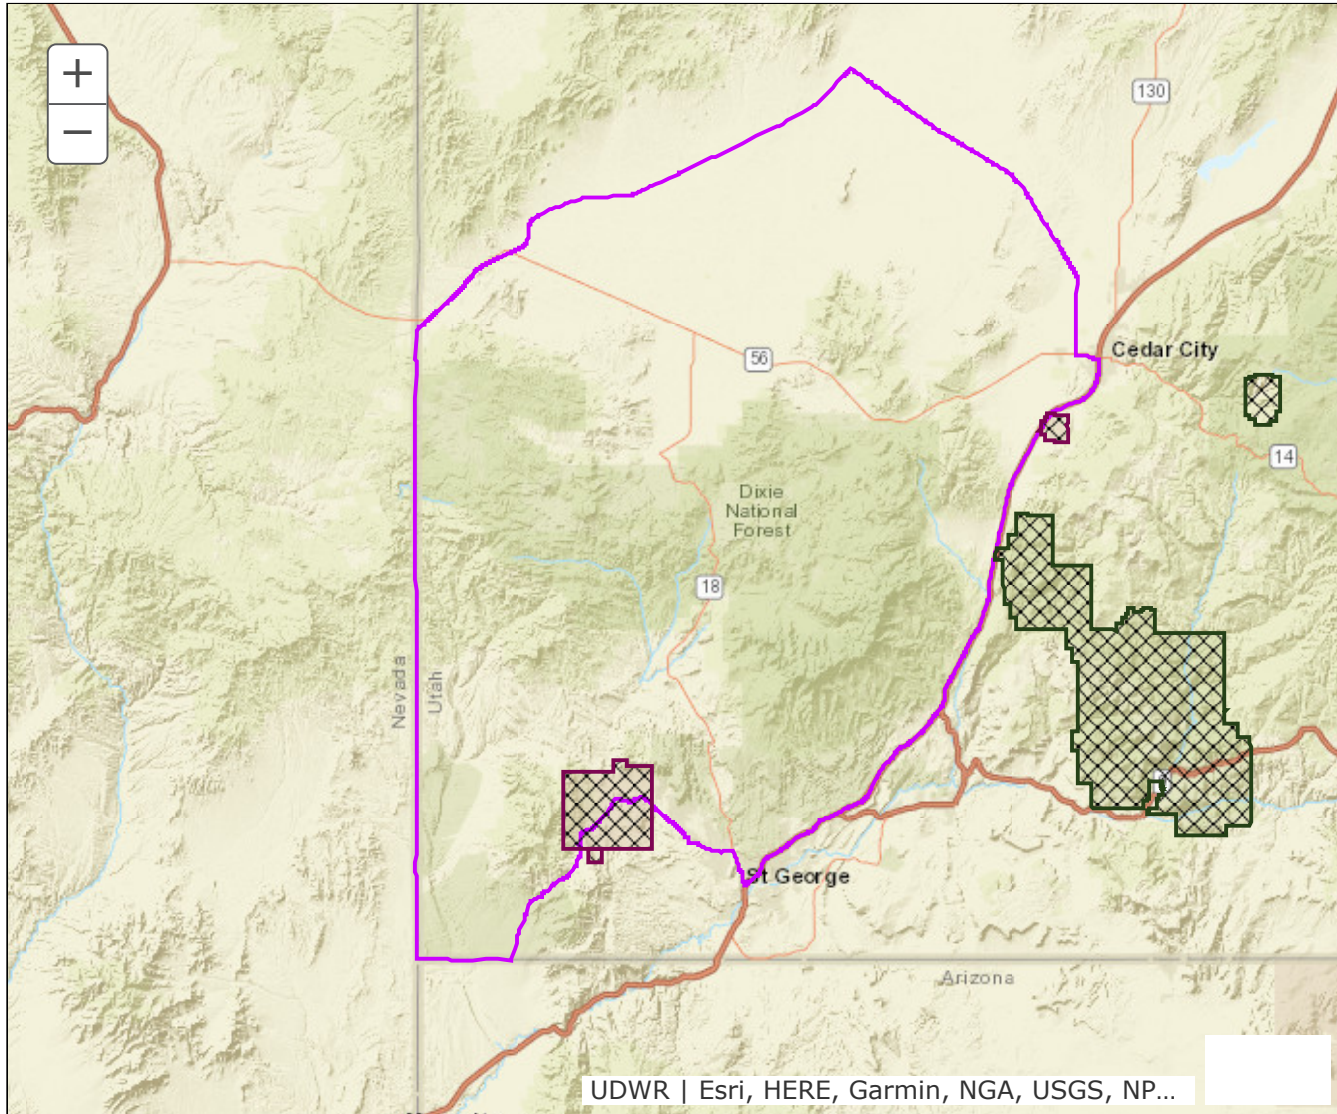 +
130
−
Cedar City
56
14
Dixie
National
Forest
18
Nevada
Utah
St George
Arizona
UDWR | Esri, HERE, Garmin, NGA, USGS, NP...